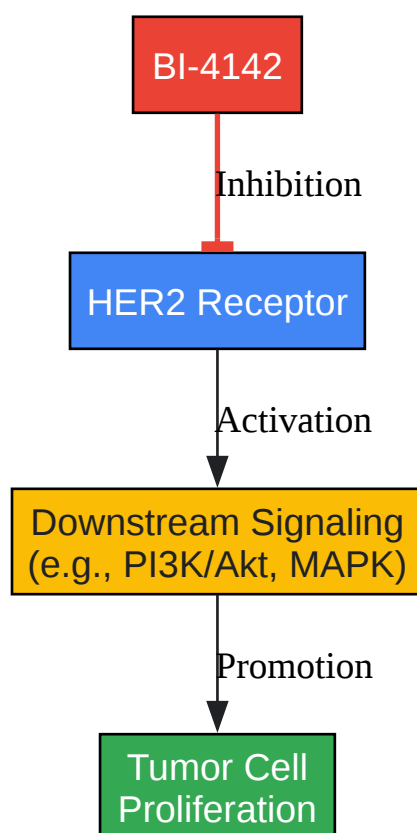 BI-4142
Inhibition
HER2 Receptor
Activation
Downstream Signaling
(e.g., PI3K/Akt, MAPK)
Promotion
Tumor Cell
Proliferation